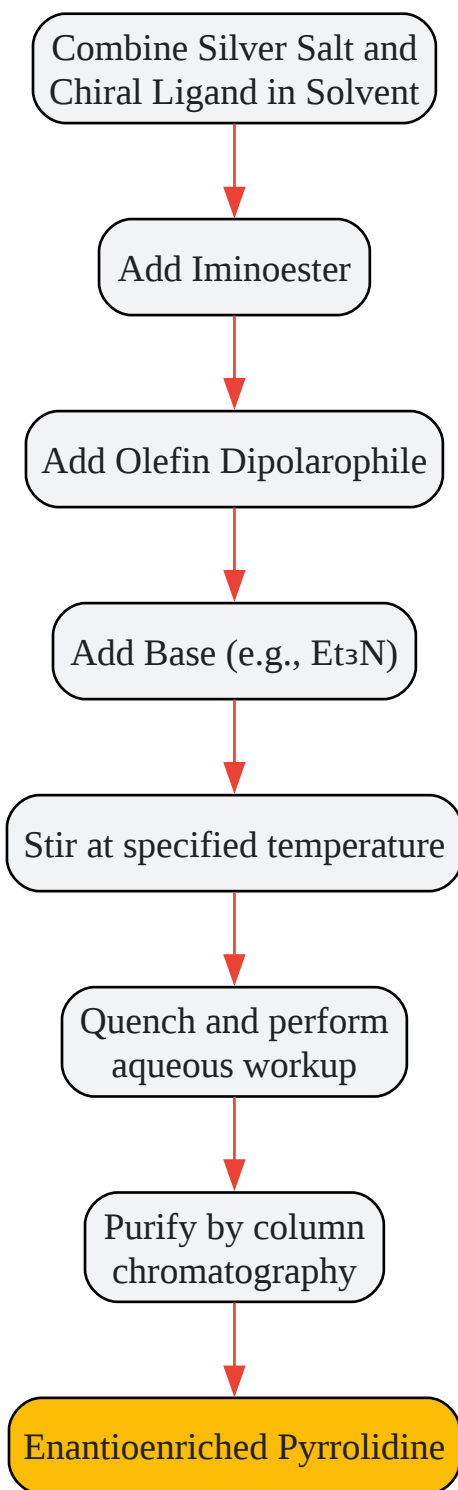 Combine Silver Salt and
Chiral Ligand in Solvent
Add Iminoester
Add Olefin Dipolarophile
Add Base (e.g., Et₃N)
Stir at specified temperature
Quench and perform
aqueous workup
Purify by column
chromatography
Enantioenriched Pyrrolidine